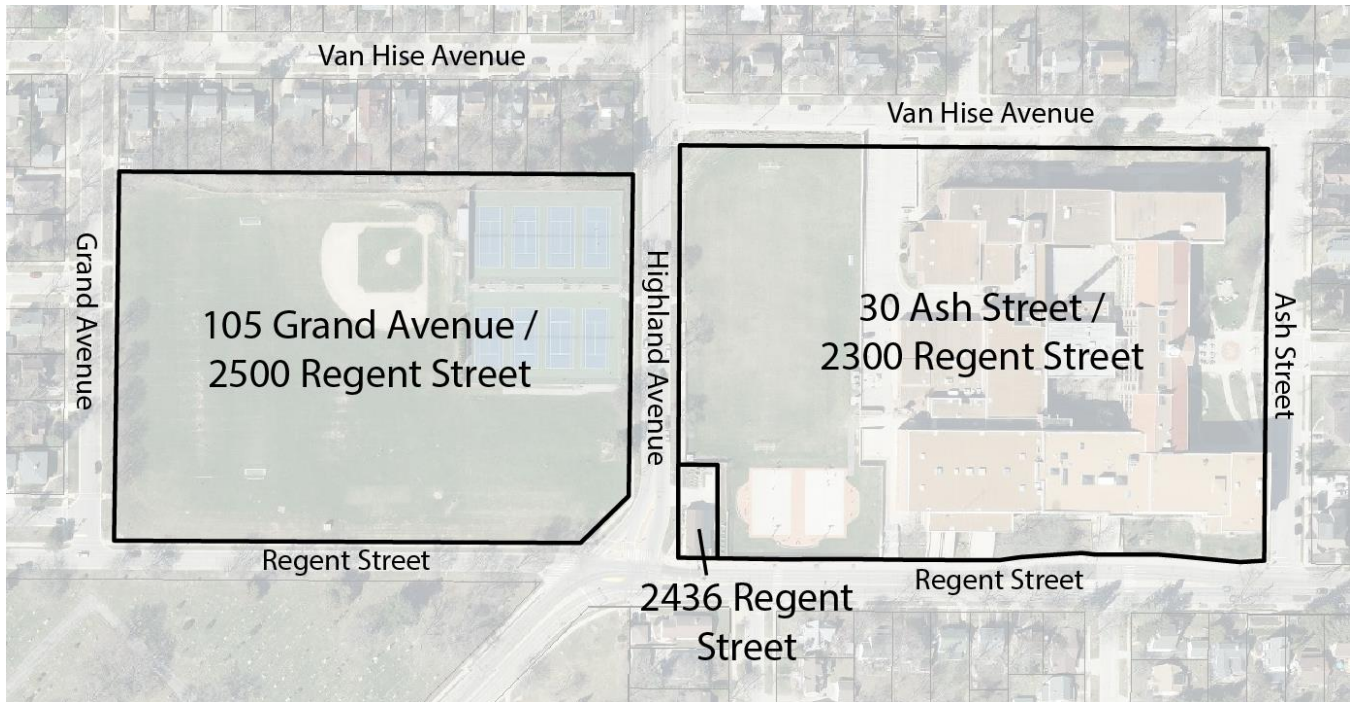 Van Hise Avenue
Van Hise Avenue
Grand Avenue
105 Grand Avenue /
2500 Regent Street
Highland Avenue
30 Ash Street /
2300 Regent Street
Ash Street
Regent Street
Regent Street
2436 Regent
Street